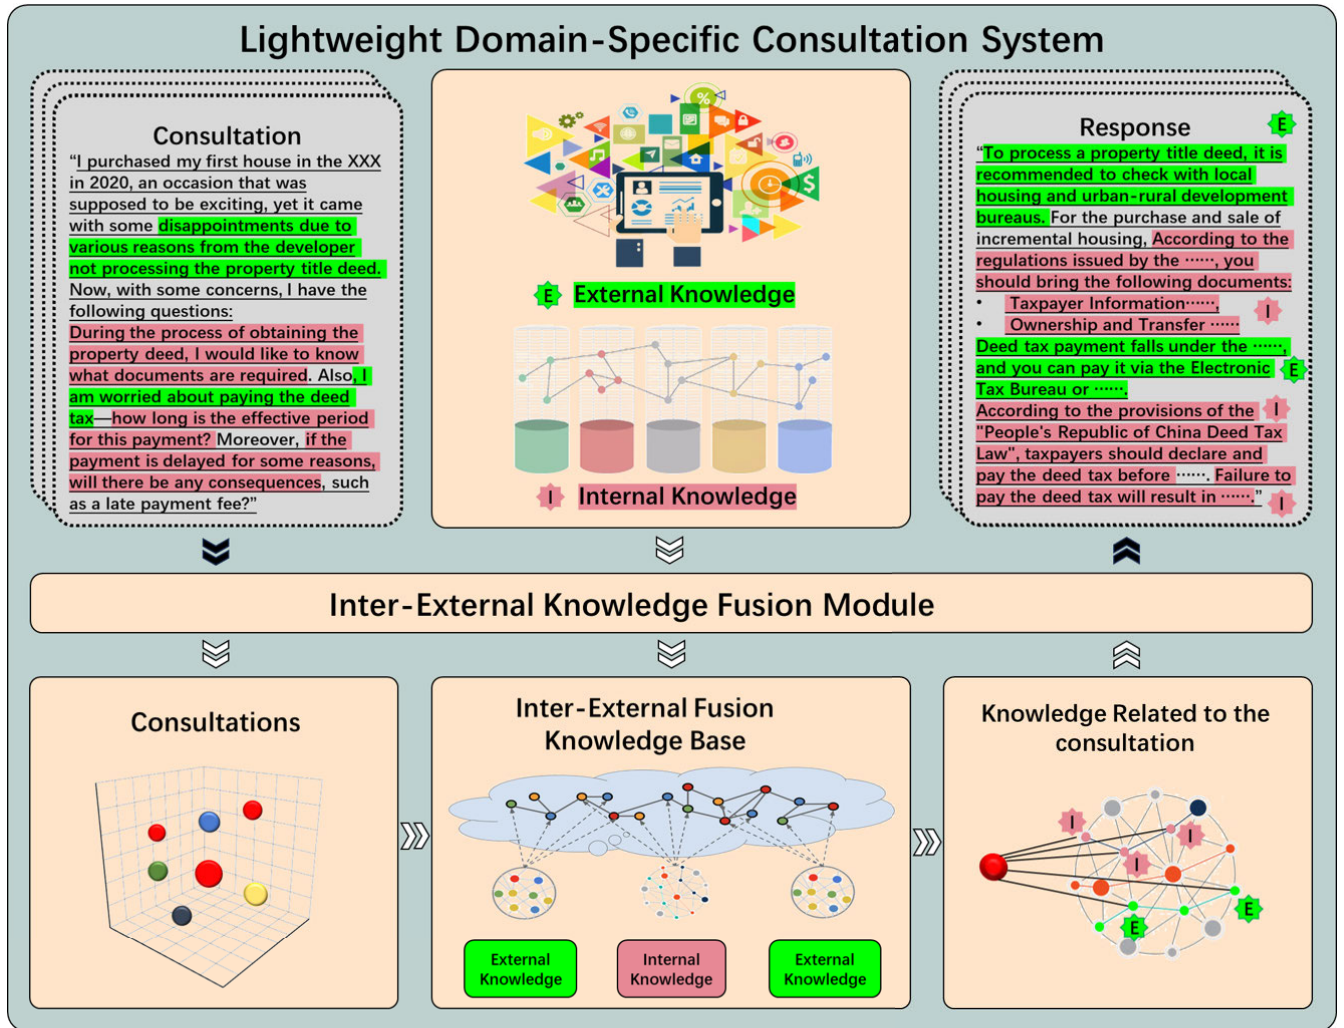 Lightweight Domain-Specific Consultation System
Consultation
“I purchased my first house in the XXX
in 2020, an occasion that was
supposed to be exciting, yet it came
with some disappointments due to
various reasons from the developer
not processing the property title deed.
Now, with some concerns, I have the
following questions:
During the process of obtaining the
property deed, I would like to know
what documents are required. Also, I
am worried about paying the deed
tax—how long is the effective period
for this payment? Moreover, if the
payment is delayed for some reasons,
will there be any consequences, such
as a late payment fee?”
%
$
E External Knowledge
I Internal Knowledge
Response
E
“To process a property title deed, it is
recommended to check with local
housing and urban-rural development
bureaus. For the purchase and sale of
incremental housing, According to the
regulations issued by the ······, you
should bring the following documents:
• Taxpayer Information······,
I
• Ownership and Transfer ······
Deed tax payment falls under the ······,
and you can pay it via the Electronic
E
Tax Bureau or ······.
According to the provisions of the
I
"People's Republic of China Deed Tax
Law", taxpayers should declare and
pay the deed tax before ······. Failure to
pay the deed tax will result in ······.”
I
Inter-External Knowledge Fusion Module
Consultations
Inter-External Fusion
Knowledge Base
External
Knowledge
Internal
Knowledge
External
Knowledge
Knowledge Related to the
consultation
I
I
I
E
E